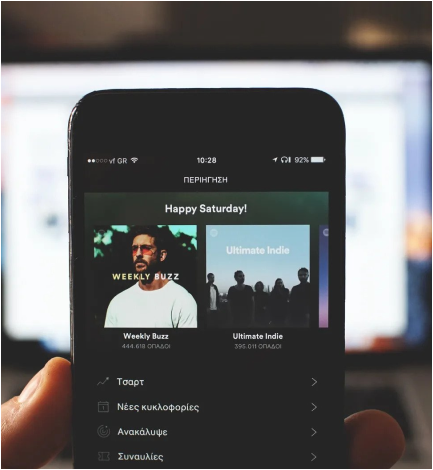 vf GR 10:28 92%
ΠΕΡΙΗΓΗΣΗ
Happy Saturday!
WEEKLY BUZZ
Ultimate Indie
Weekly Buzz Ultimate Indie
444.618 ΟΠΑΔΟΙ 395.011 ΟΠΑΔΟΙ
Τσαρτ
Νέες κυκλοφορίες
Ανακάλυψε
Συναυλίες